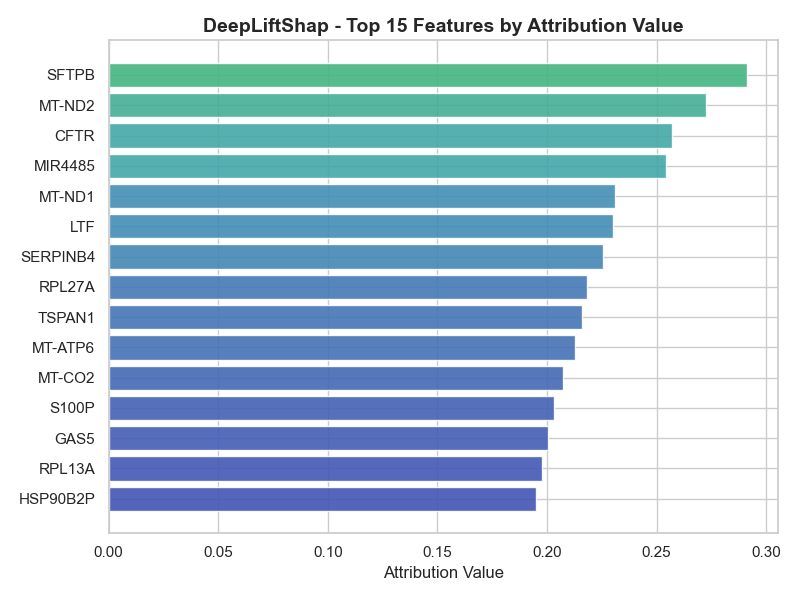 DeepLiftShap - Top 15 Features by Attribution Value
SFTPB
MT-ND2
CFTR
MIR4485
MT-ND1
LTF
SERPINB4
RPL27A
TSPAN1
MT-ATP6
MT-CO2
S100P
GAS5
RPL13A
HSP90B2P
0.00 0.05 0.10 0.15 0.20 0.25 0.30
Attribution Value